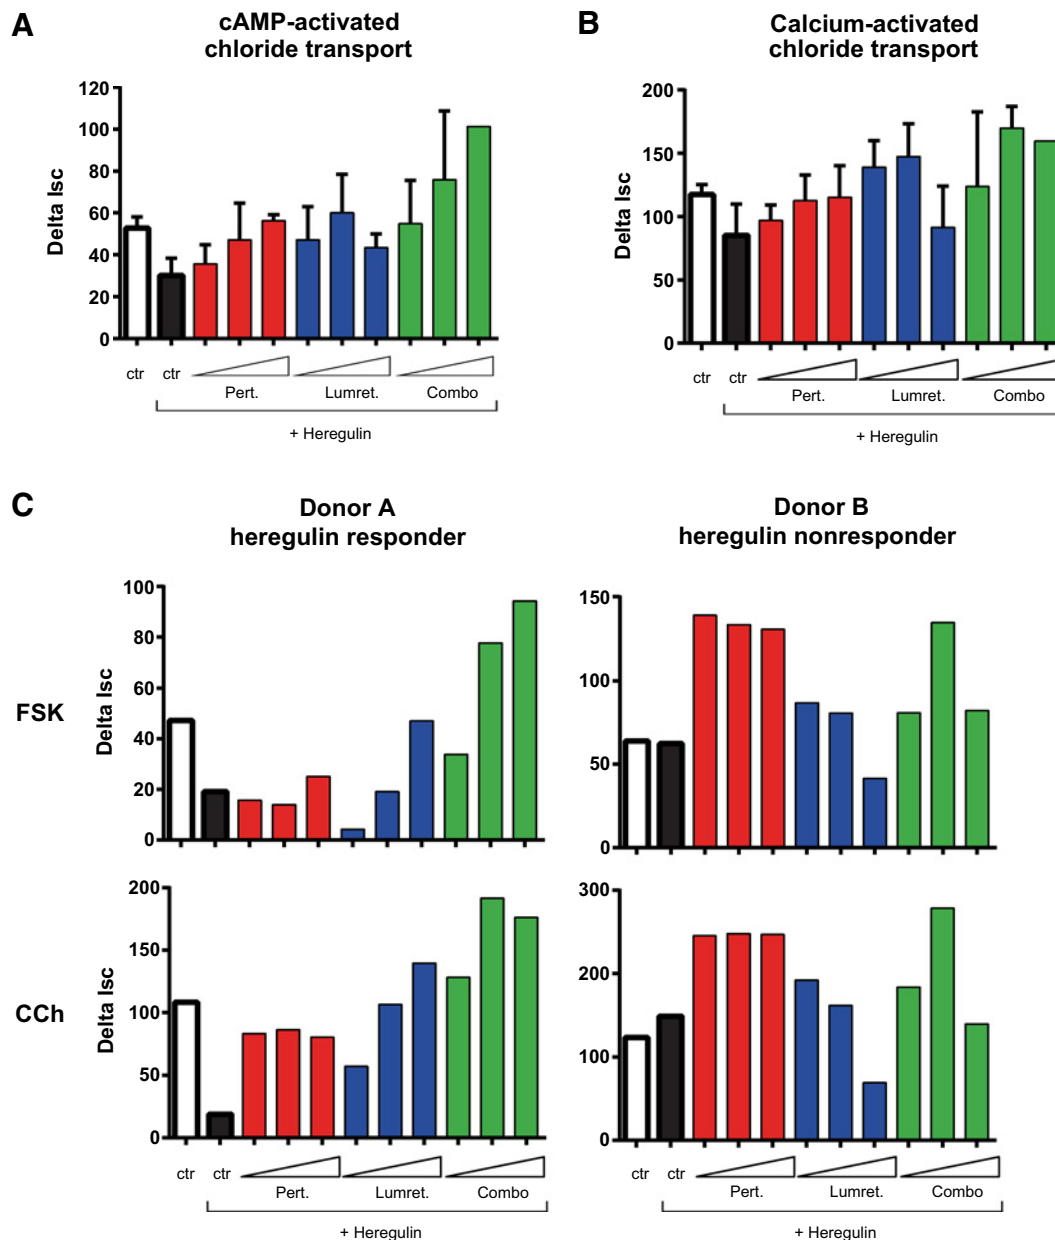 A
cAMP-activated
chloride transport
Delta Isc
120
100
80
60
40
20
0
ctr ctr Pert. Lumret. Combo
+ Heregulin
B
Calcium-activated
chloride transport
Delta Isc
200
150
100
50
0
ctr ctr Pert. Lumret. Combo
+ Heregulin
C
Donor A
heregulin responder
FSK
Delta Isc
100
80
60
40
20
0
Donor B
heregulin nonresponder
150
100
50
0
CCh
Delta Isc
200
150
100
50
0
ctr ctr Pert. Lumret. Combo
+ Heregulin
300
200
100
0
ctr ctr Pert. Lumret. Combo
+ Heregulin